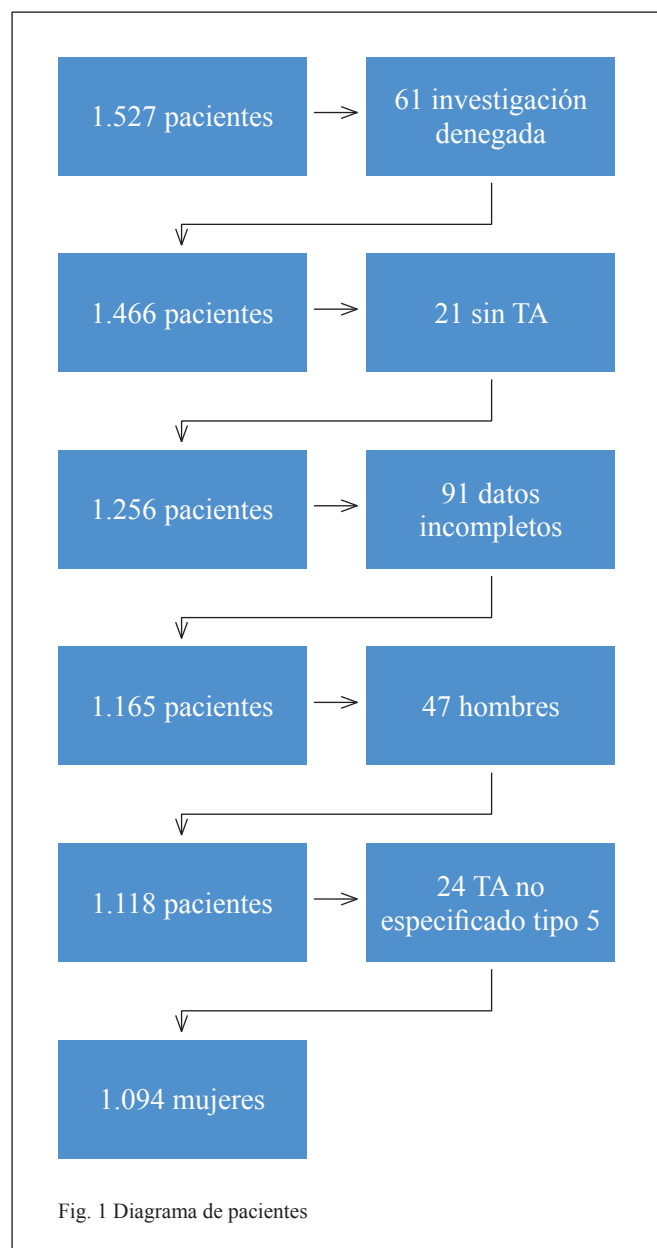 1.527 pacientes
61 investigación
denegada
1.466 pacientes
21 sin TA
1.256 pacientes
91 datos
incompletos
1.165 pacientes
47 hombres
1.118 pacientes
24 TA no
especificado tipo 5
1.094 mujeres
Fig. 1 Diagrama de pacientes